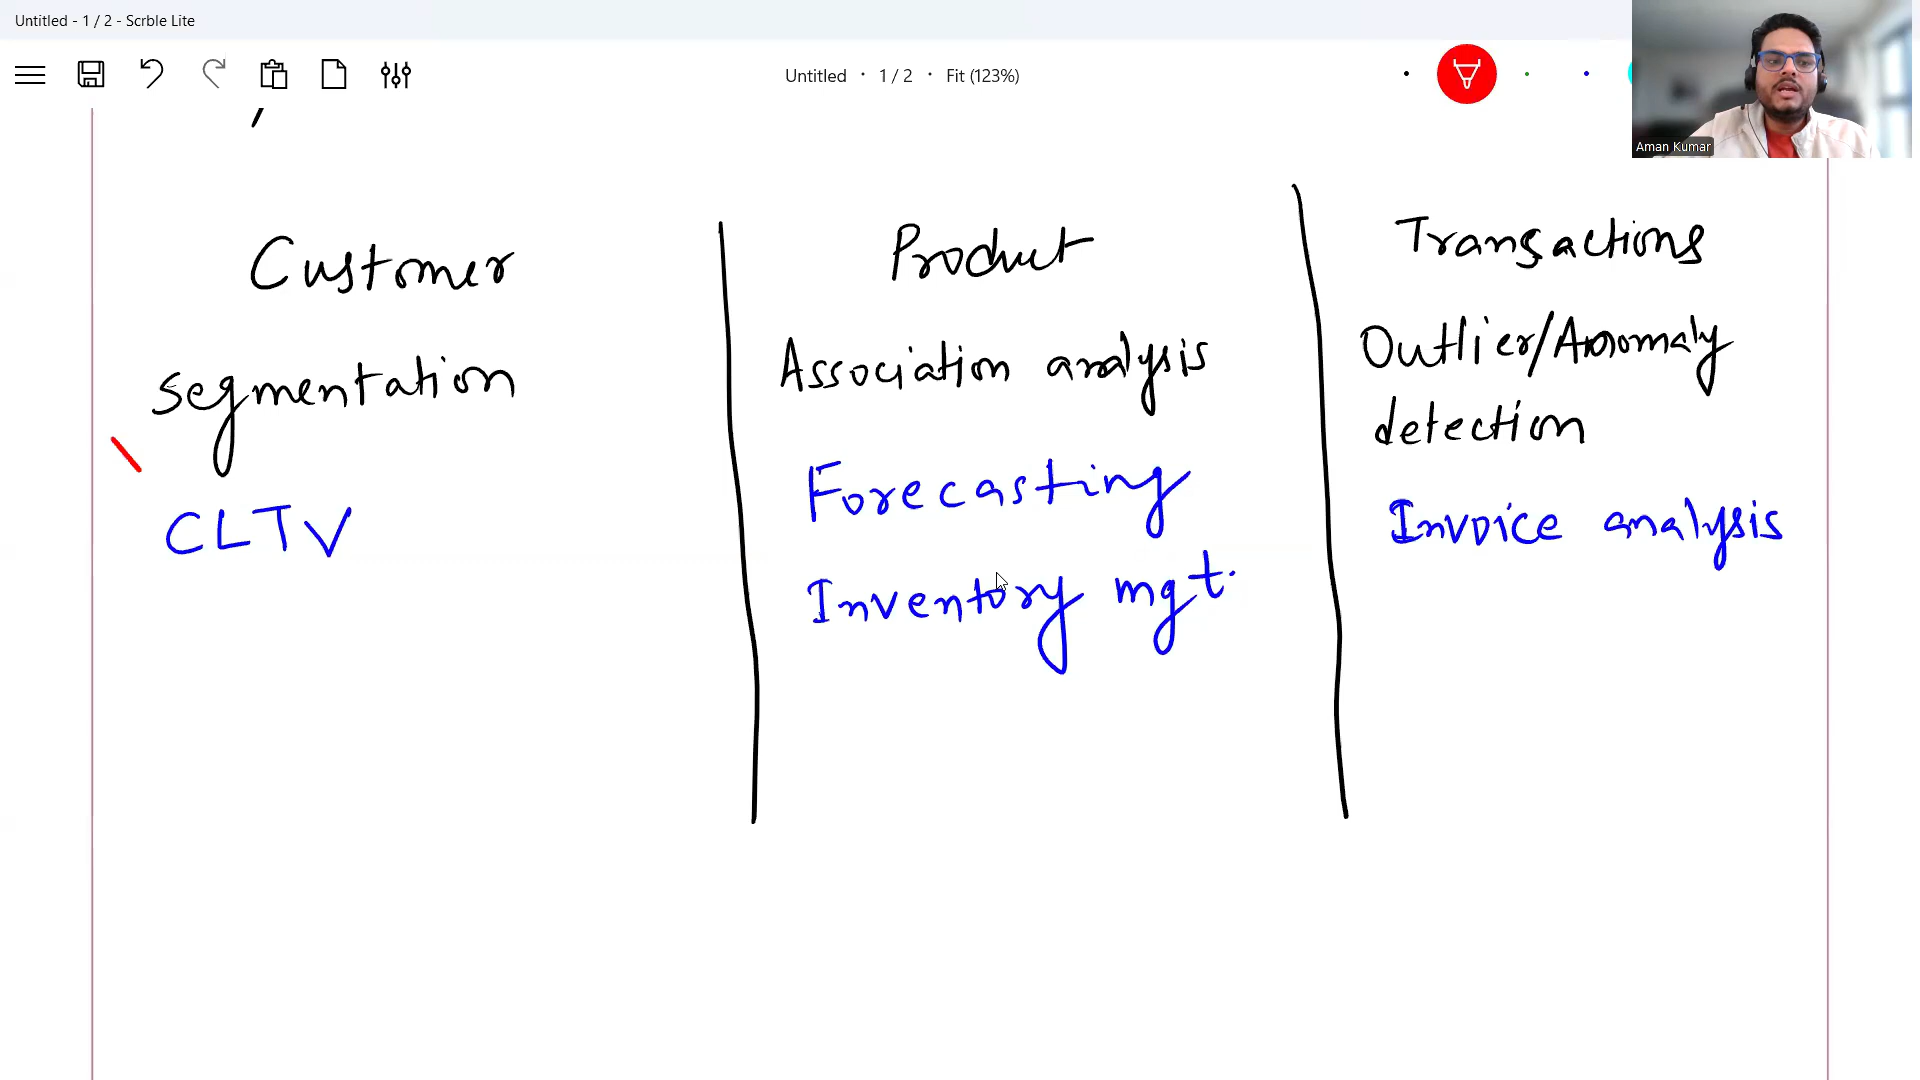 Untitled - 1 / 2 - Scrble Lite
Untitled • 1 / 2 • Fit (123%)
Aman Kumar
Customer
segmentation
CLTV
Product
Association analysis
Forecasting
Inventory mgt.
Transactions
Outlier/Anomaly
detection
Invoice analysis